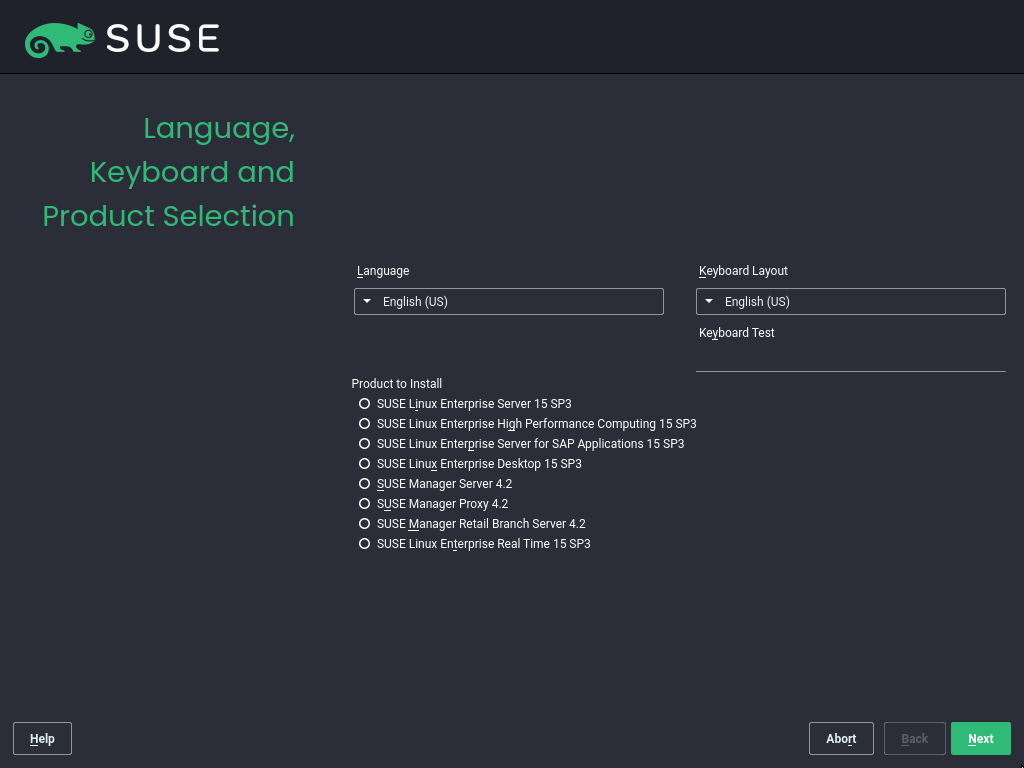 SUSE
Language,
Keyboard and
Product Selection
Language
Keyboard Layout
English (US)
English (US)
Keyboard Test
Product to Install
SUSE Linux Enterprise Server 15 SP3
SUSE Linux Enterprise High Performance Computing 15 SP3
SUSE Linux Enterprise Server for SAP Applications 15 SP3
SUSE Linux Enterprise Desktop 15 SP3
SUSE Manager Server 4.2
SUSE Manager Proxy 4.2
SUSE Manager Retail Branch Server 4.2
SUSE Linux Enterprise Real Time 15 SP3
Help
Abort
Back
Next